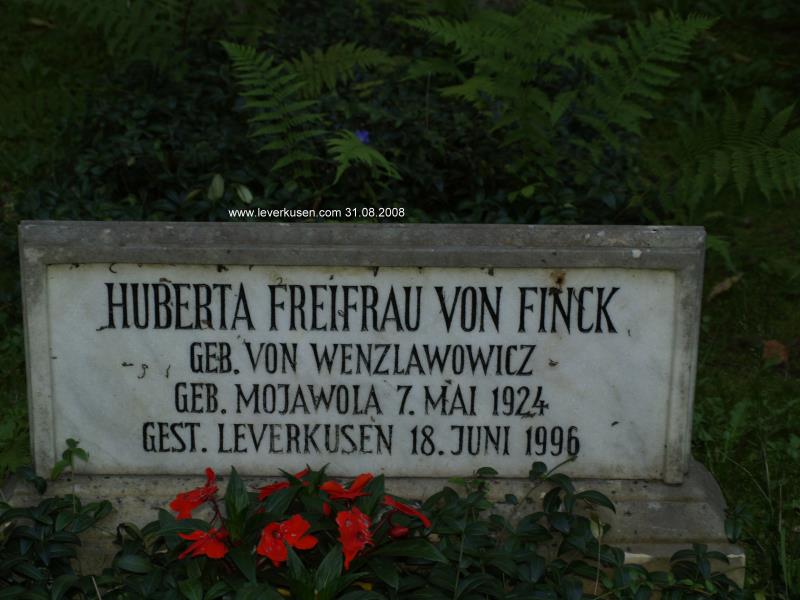 www.leverkusen.com 31.08.2008
HUBERTA FREIFRAU VON FINCK
GEB. VON WENZLAWOWICZ
GEB. MOJAWOLA 7. MAI 1924
GEST. LEVERKUSEN 18. JUNI 1996